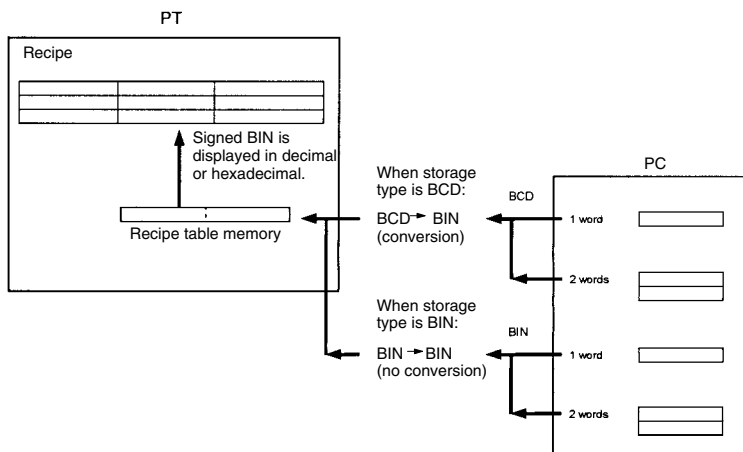 PT
Recipe
Signed BIN is
displayed in decimal
or hexadecimal.
Recipe table memory
When storage
type is BCD:
BCD → BIN
(conversion)
BCD
PC
1 word
2 words
When storage
type is BIN:
BIN → BIN
(no conversion)
BIN
1 word
2 words